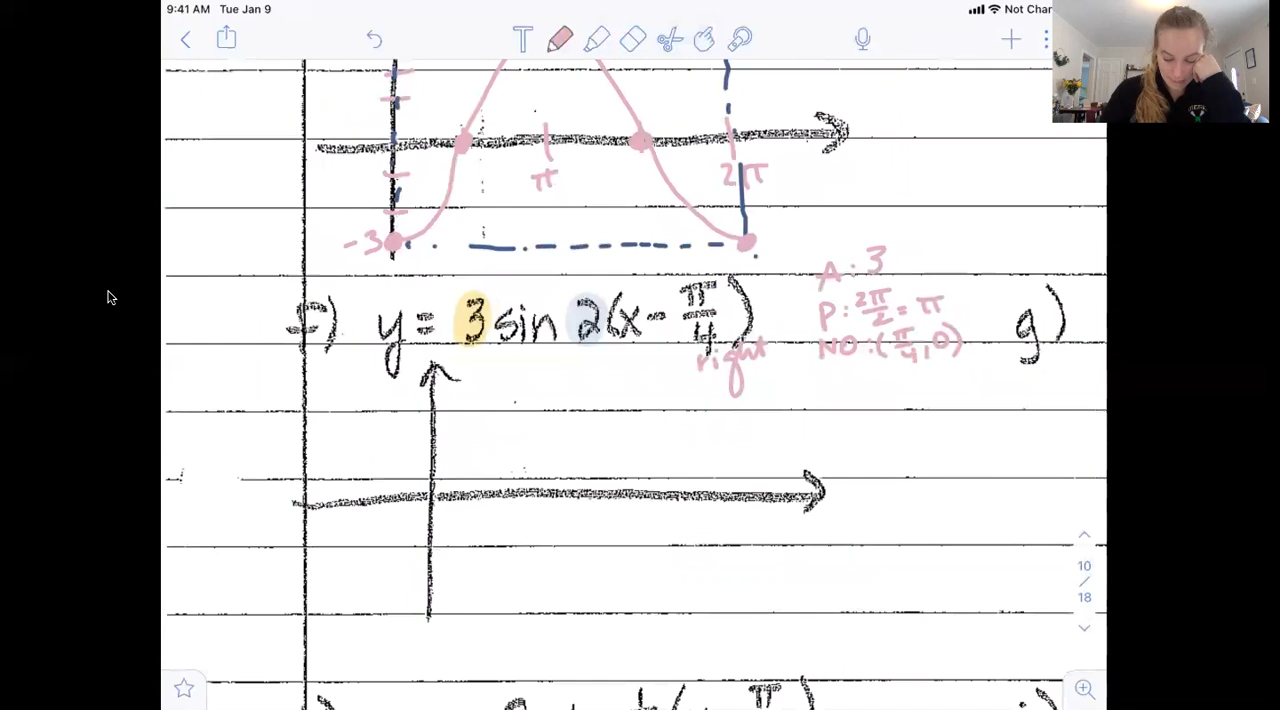 9:41 AM Tue Jan 9
Not Char
T
π
2π
-3
F) y = 3 sin 2(x - π/4)
right
A: 3
P: 2π/2 = π
NO: (π/4, 0)
g)
10
/
18
π